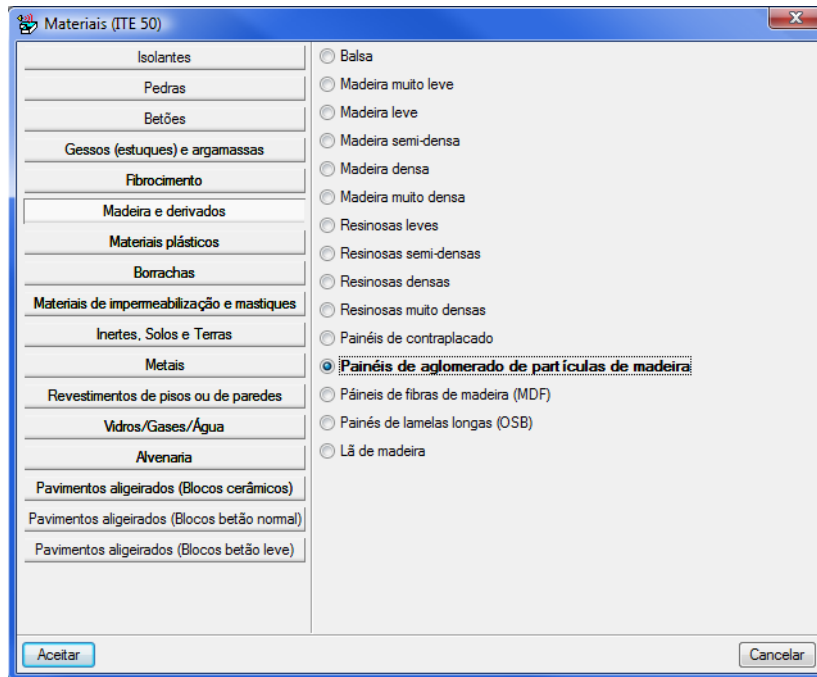 Materiais (ITE 50)
Isolantes
Pedras
Betões
Gessos (estuques) e argamassas
Fibrocimento
Madeira e derivados
Materiais plásticos
Borrachas
Materiais de impermeabilização e mastiques
Inertes, Solos e Terras
Metais
Revestimentos de pisos ou de paredes
Vidros/Gases/Água
Alvenaria
Pavimentos aligeirados (Blocos cerâmicos)
Pavimentos aligeirados (Blocos betão normal)
Pavimentos aligeirados (Blocos betão leve)
Balsa
Madeira muito leve
Madeira leve
Madeira semi-densa
Madeira densa
Madeira muito densa
Resinosas leves
Resinosas semi-densas
Resinosas densas
Resinosas muito densas
Painéis de contraplacado
Painéis de aglomerado de partículas de madeira
Páineis de fibras de madeira (MDF)
Painés de lamelas longas (OSB)
Lã de madeira
Aceitar
Cancelar